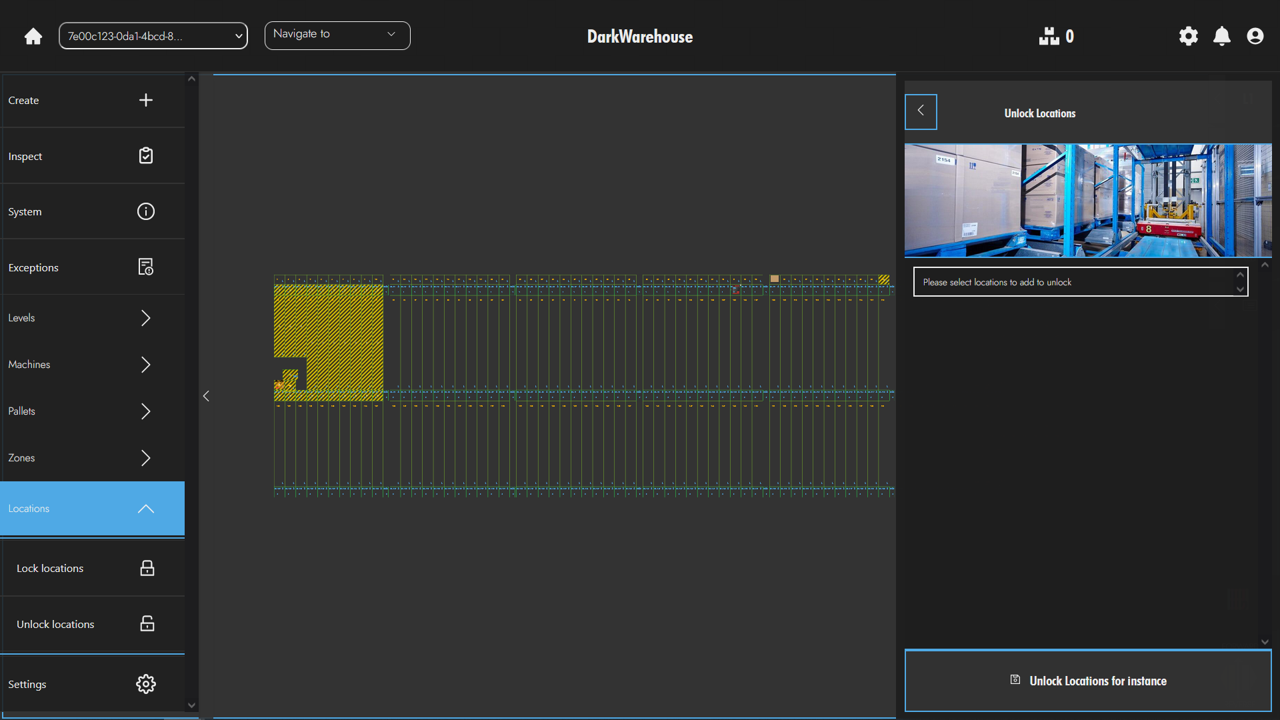 7e00c123-0da1-4bcd-8...
Navigate to
DarkWarehouse
0
Create
Inspect
System
Exceptions
Levels
Machines
Pallets
Zones
Locations
Lock locations
Unlock locations
Settings
Unlock Locations
8
Please select locations to add to unlock
Unlock Locations for instance